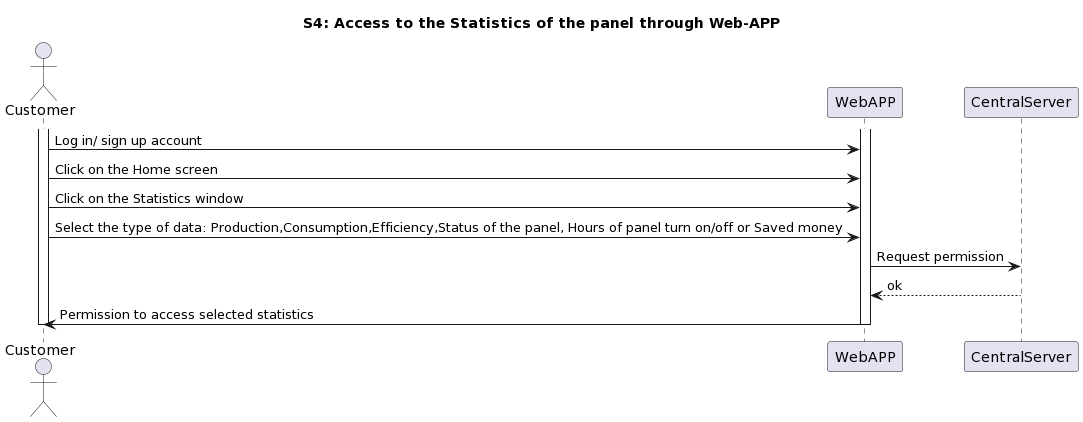 S4: Access to the Statistics of the panel through Web-APP
Customer
WebAPP
CentralServer
Log in/ sign up account
Click on the Home screen
Click on the Statistics window
Select the type of data: Production,Consumption,Efficiency,Status of the panel, Hours of panel turn on/off or Saved money
Request permission
ok
Permission to access selected statistics
Customer
WebAPP
CentralServer